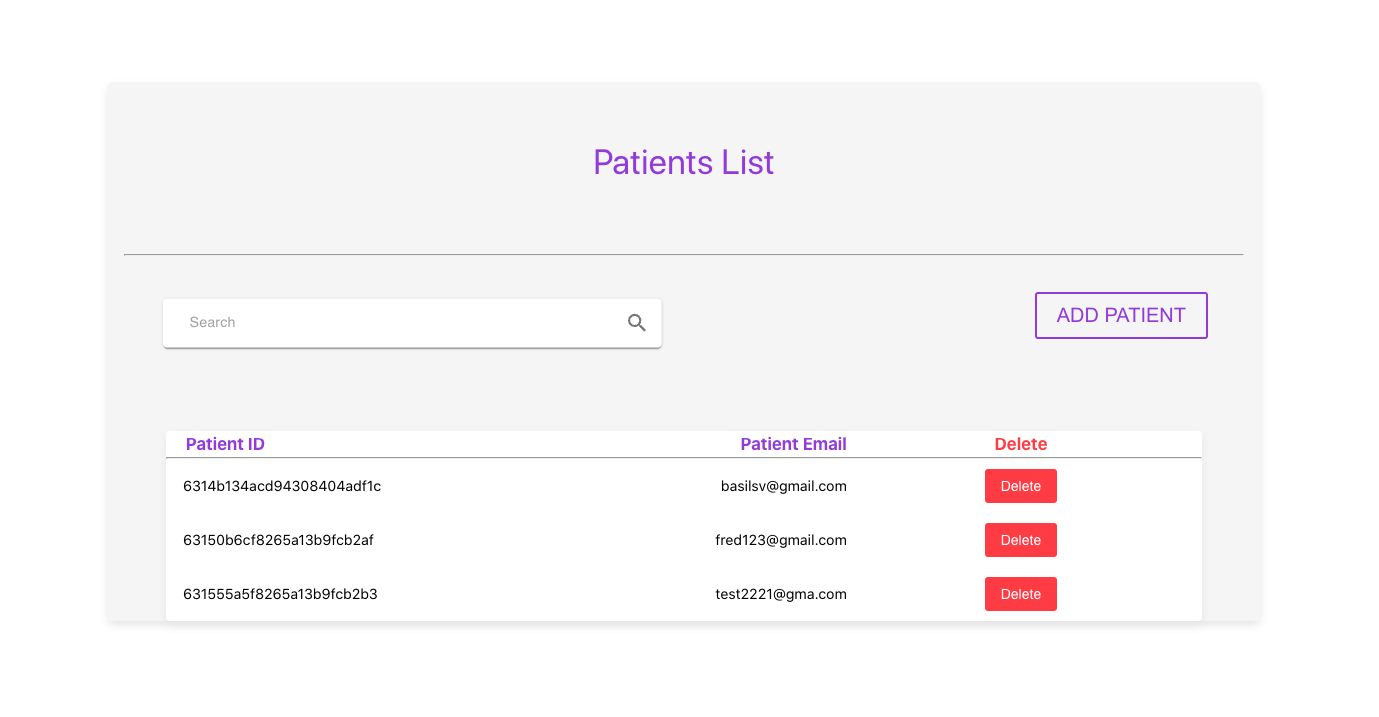 Patients List
Search
ADD PATIENT
Patient ID Patient Email Delete
6314b134acd94308404adf1c basilsv@gmail.com Delete
63150b6cf8265a13b9fcb2af fred123@gmail.com Delete
631555a5f8265a13b9fcb2b3 test2221@gma.com Delete